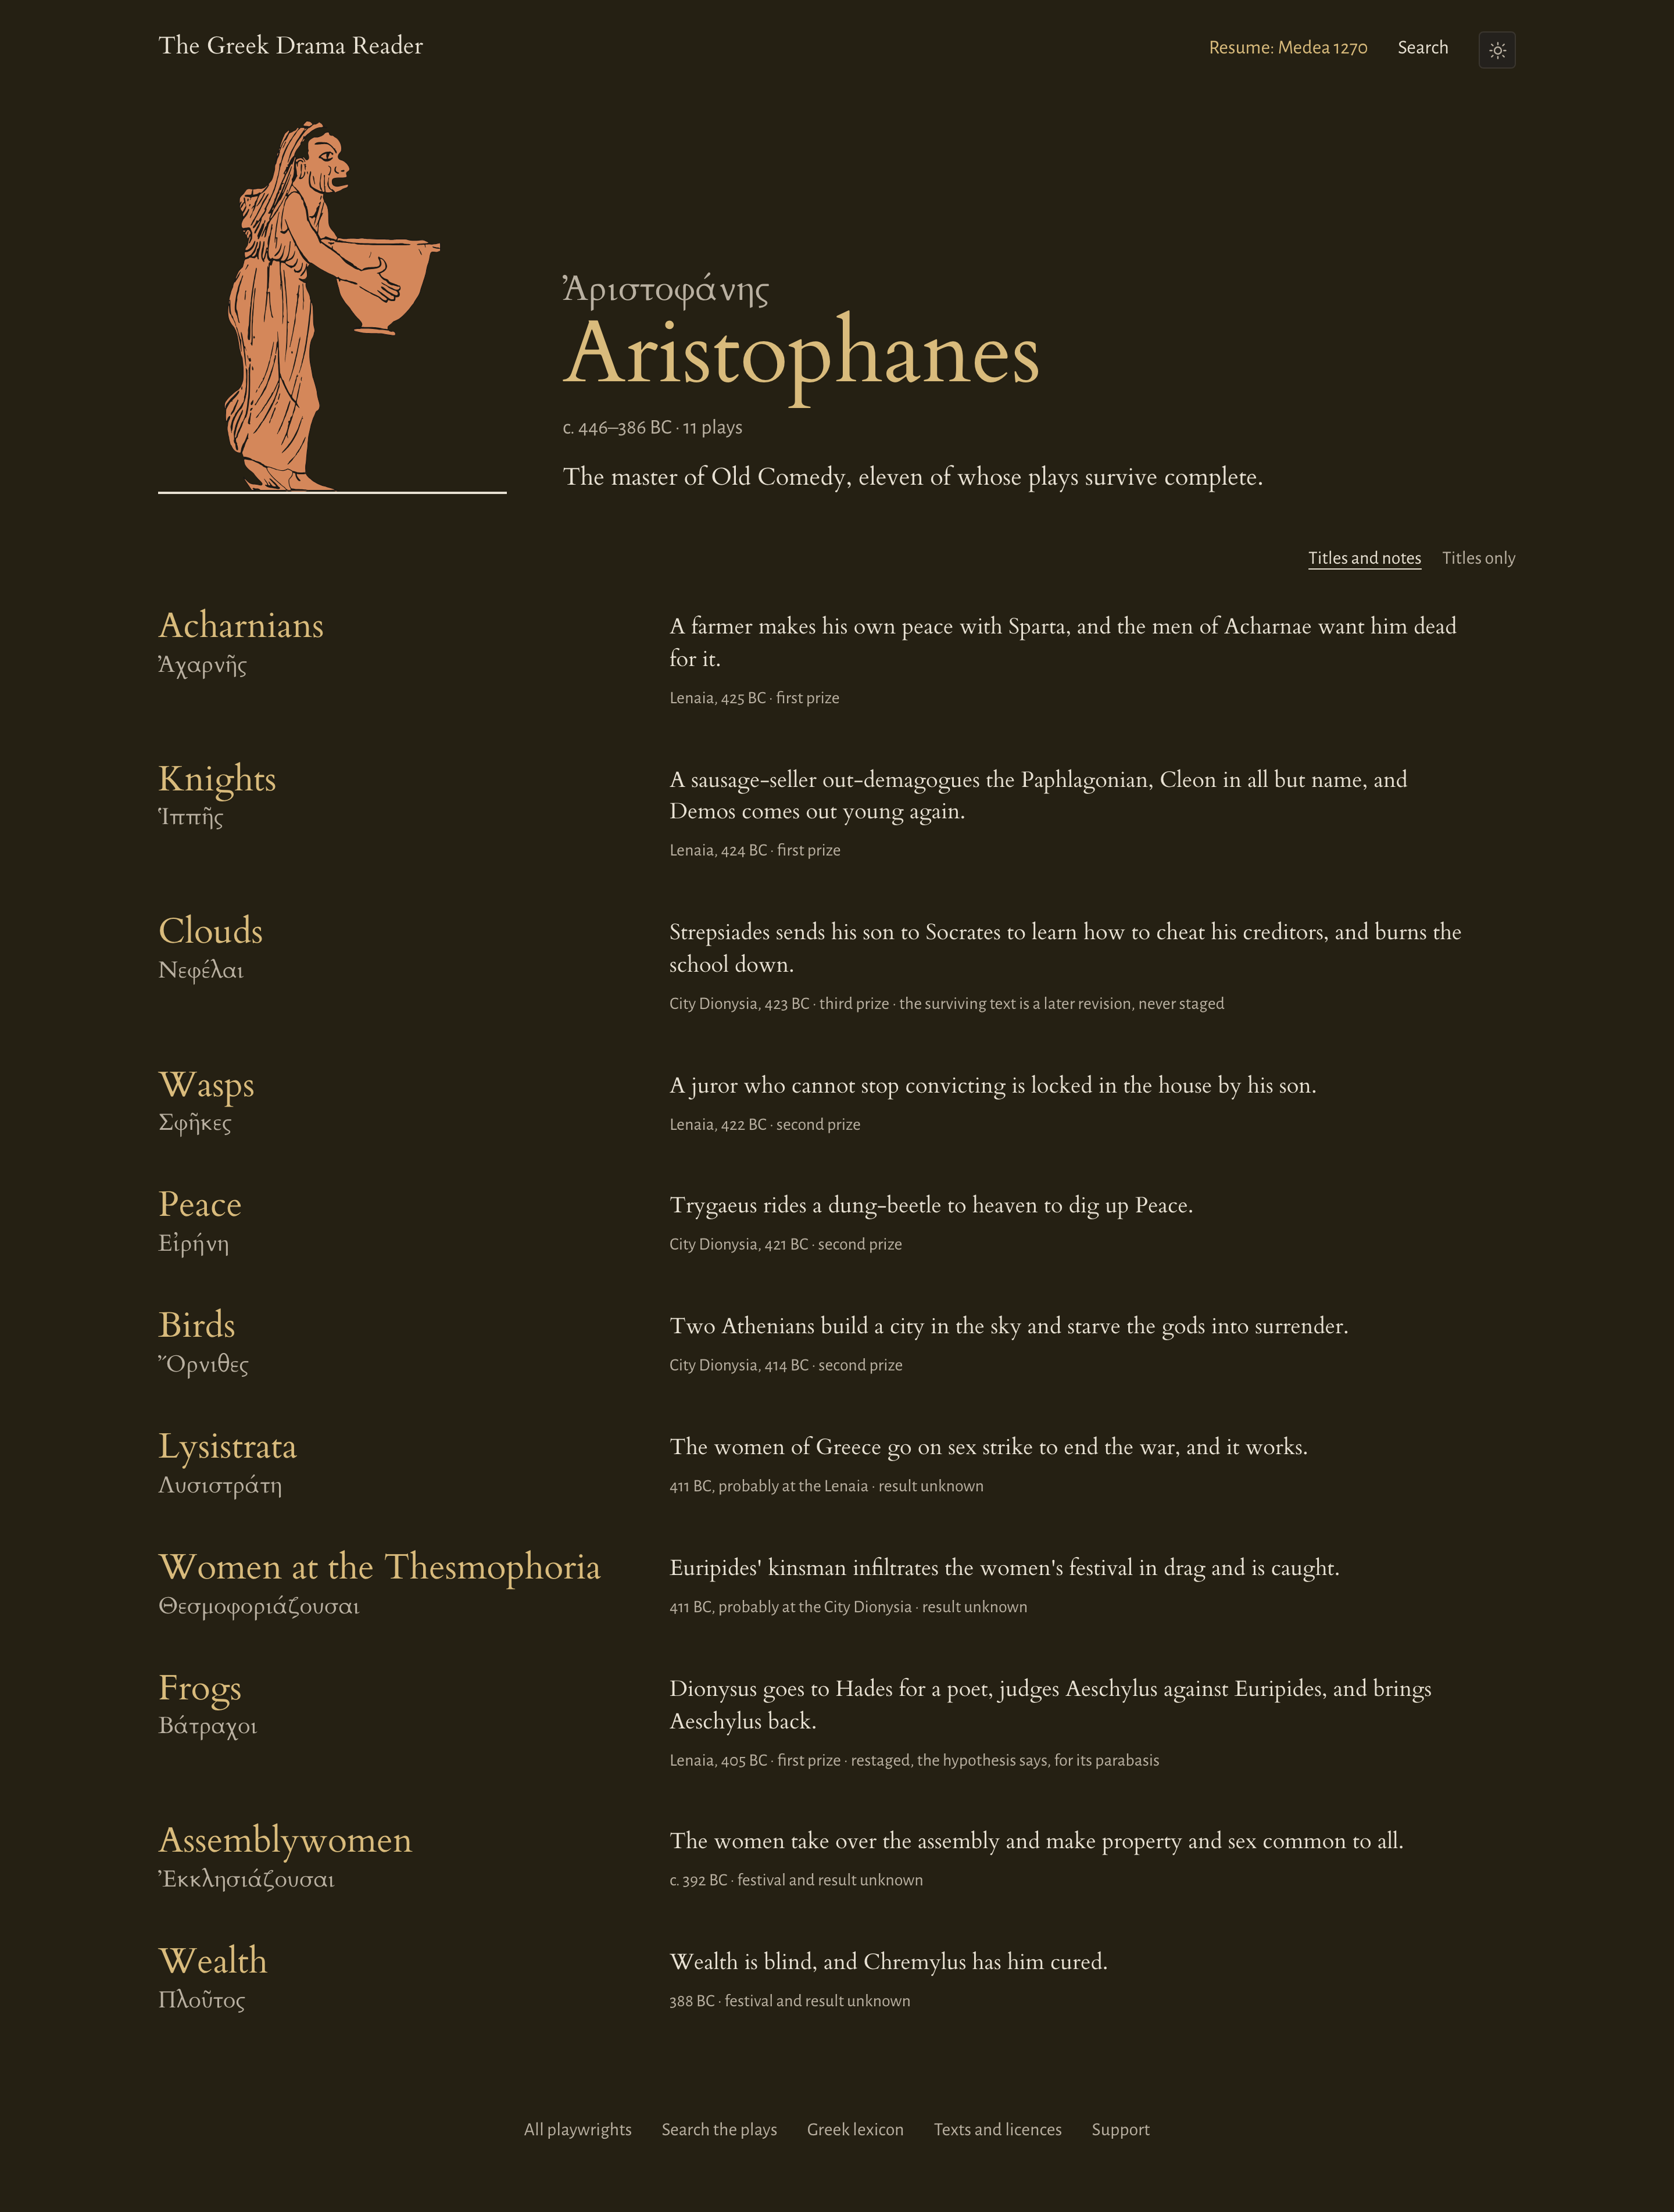 The Greek Drama Reader
Resume: Medea 1270 Search
Ἀριστοφάνης
Aristophanes
c. 446–386 BC · 11 plays
The master of Old Comedy, eleven of whose plays survive complete.
Titles and notes Titles only
Acharnians
Ἀχαρνῆς
A farmer makes his own peace with Sparta, and the men of Acharnae want him dead
for it.
Lenaia, 425 BC · first prize
Knights
Ἱππῆς
A sausage-seller out-demagogues the Paphlagonian, Cleon in all but name, and
Demos comes out young again.
Lenaia, 424 BC · first prize
Clouds
Νεφέλαι
Strepsiades sends his son to Socrates to learn how to cheat his creditors, and burns the
school down.
City Dionysia, 423 BC · third prize · the surviving text is a later revision, never staged
Wasps
Σφῆκες
A juror who cannot stop convicting is locked in the house by his son.
Lenaia, 422 BC · second prize
Peace
Εἰρήνη
Trygaeus rides a dung-beetle to heaven to dig up Peace.
City Dionysia, 421 BC · second prize
Birds
Ὄρνιθες
Two Athenians build a city in the sky and starve the gods into surrender.
City Dionysia, 414 BC · second prize
Lysistrata
Λυσιστράτη
The women of Greece go on sex strike to end the war, and it works.
411 BC, probably at the Lenaia · result unknown
Women at the Thesmophoria
Θεσμοφοριάζουσαι
Euripides' kinsman infiltrates the women's festival in drag and is caught.
411 BC, probably at the City Dionysia · result unknown
Frogs
Βάτραχοι
Dionysus goes to Hades for a poet, judges Aeschylus against Euripides, and brings
Aeschylus back.
Lenaia, 405 BC · first prize · restaged, the hypothesis says, for its parabasis
Assemblywomen
Ἐκκλησιάζουσαι
The women take over the assembly and make property and sex common to all.
c. 392 BC · festival and result unknown
Wealth
Πλοῦτος
Wealth is blind, and Chremylus has him cured.
388 BC · festival and result unknown
All playwrights Search the plays Greek lexicon Texts and licences Support